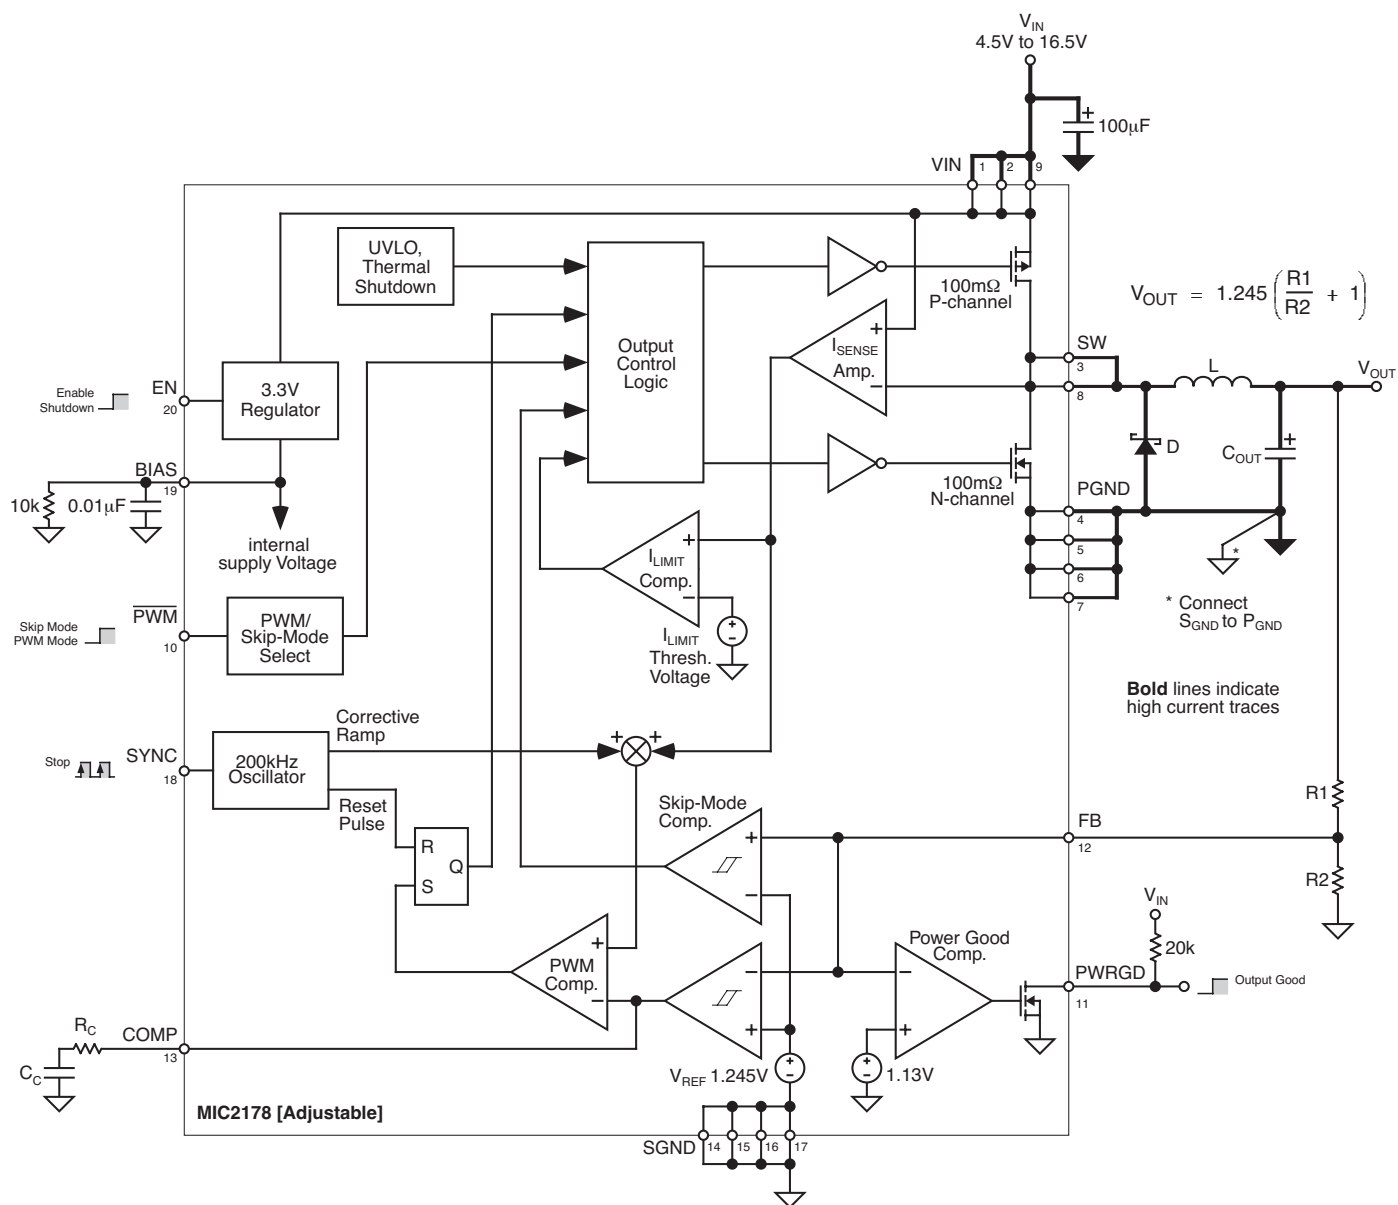 V_IN
4.5V to 16.5V
+
100µF
VIN
1
2
9
UVLO,
Thermal
Shutdown
100mΩ
P-channel
V_OUT = 1.245 (R1/R2 + 1)
Output
Control
Logic
+
I_SENSE
Amp.
−
SW
3
8
L
V_OUT
Enable
Shutdown
EN
20
3.3V
Regulator
D
+
C_OUT
BIAS
19
10k
0.01µF
100mΩ
N-channel
PGND
4
5
6
7
*
internal
supply Voltage
+
I_LIMIT
Comp.
−
+
−
* Connect
S_GND to P_GND
Skip Mode
PWM Mode
P̅W̅M̅
10
PWM/
Skip-Mode
Select
I_LIMIT
Thresh.
Voltage
Bold lines indicate
high current traces
Corrective
Ramp
+
+
Stop
SYNC
18
200kHz
Oscillator
Reset
Pulse
Skip-Mode
Comp.
R1
+
−
FB
12
R
S
Q
R2
V_IN
20k
Power Good
Comp.
+
PWM
Comp.
−
−
+
−
+
PWRGD
11
Output Good
R_C
COMP
13
C_C
V_REF 1.245V
+
−
+
−
1.13V
MIC2178 [Adjustable]
SGND
14
15
16
17